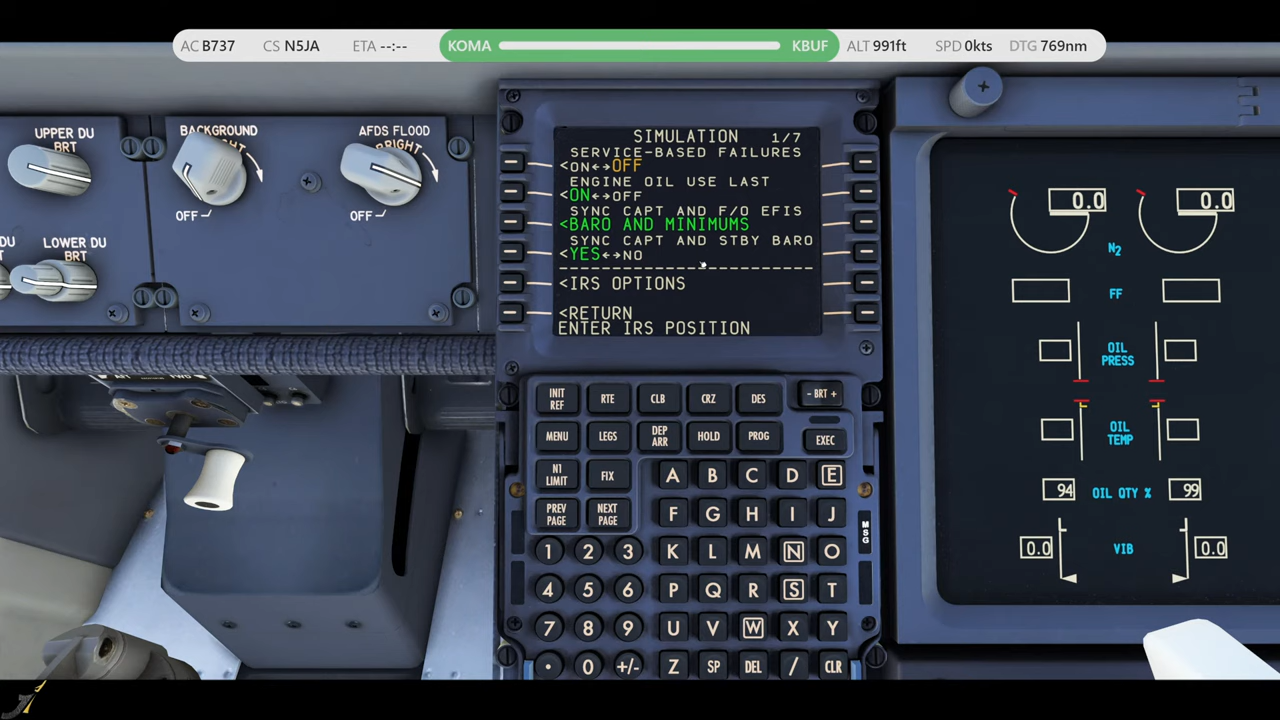 AC B737 CS N5JA ETA --:-- KOMA KBUF ALT 991ft SPD 0kts DTG 769nm
UPPER DU
BRT
BACKGROUND
OFF
AFDS FLOOD
BRIGHT
OFF
LOWER DU
BRT
DU
SIMULATION 1/7
SERVICE-BASED FAILURES
<ON↔OFF
ENGINE OIL USE LAST
<ON↔OFF
SYNC CAPT AND F/O EFIS
<BARO AND MINIMUMS
SYNC CAPT AND STBY BARO
<YES↔NO
--------------------------
<IRS OPTIONS
<RETURN
ENTER IRS POSITION
INIT REF RTE CLB CRZ DES - BRT +
MENU LEGS DEP ARR HOLD PROG EXEC
N1 LIMIT FIX A B C D E
PREV PAGE NEXT PAGE F G H I J
1 2 3 K L M N O
4 5 6 P Q R S T
7 8 9 U V W X Y
. 0 +/- Z SP DEL / CLR
MSG
0.0 0.0
N2
FF
OIL PRESS
OIL TEMP
94 OIL QTY % 99
0.0 VIB 0.0